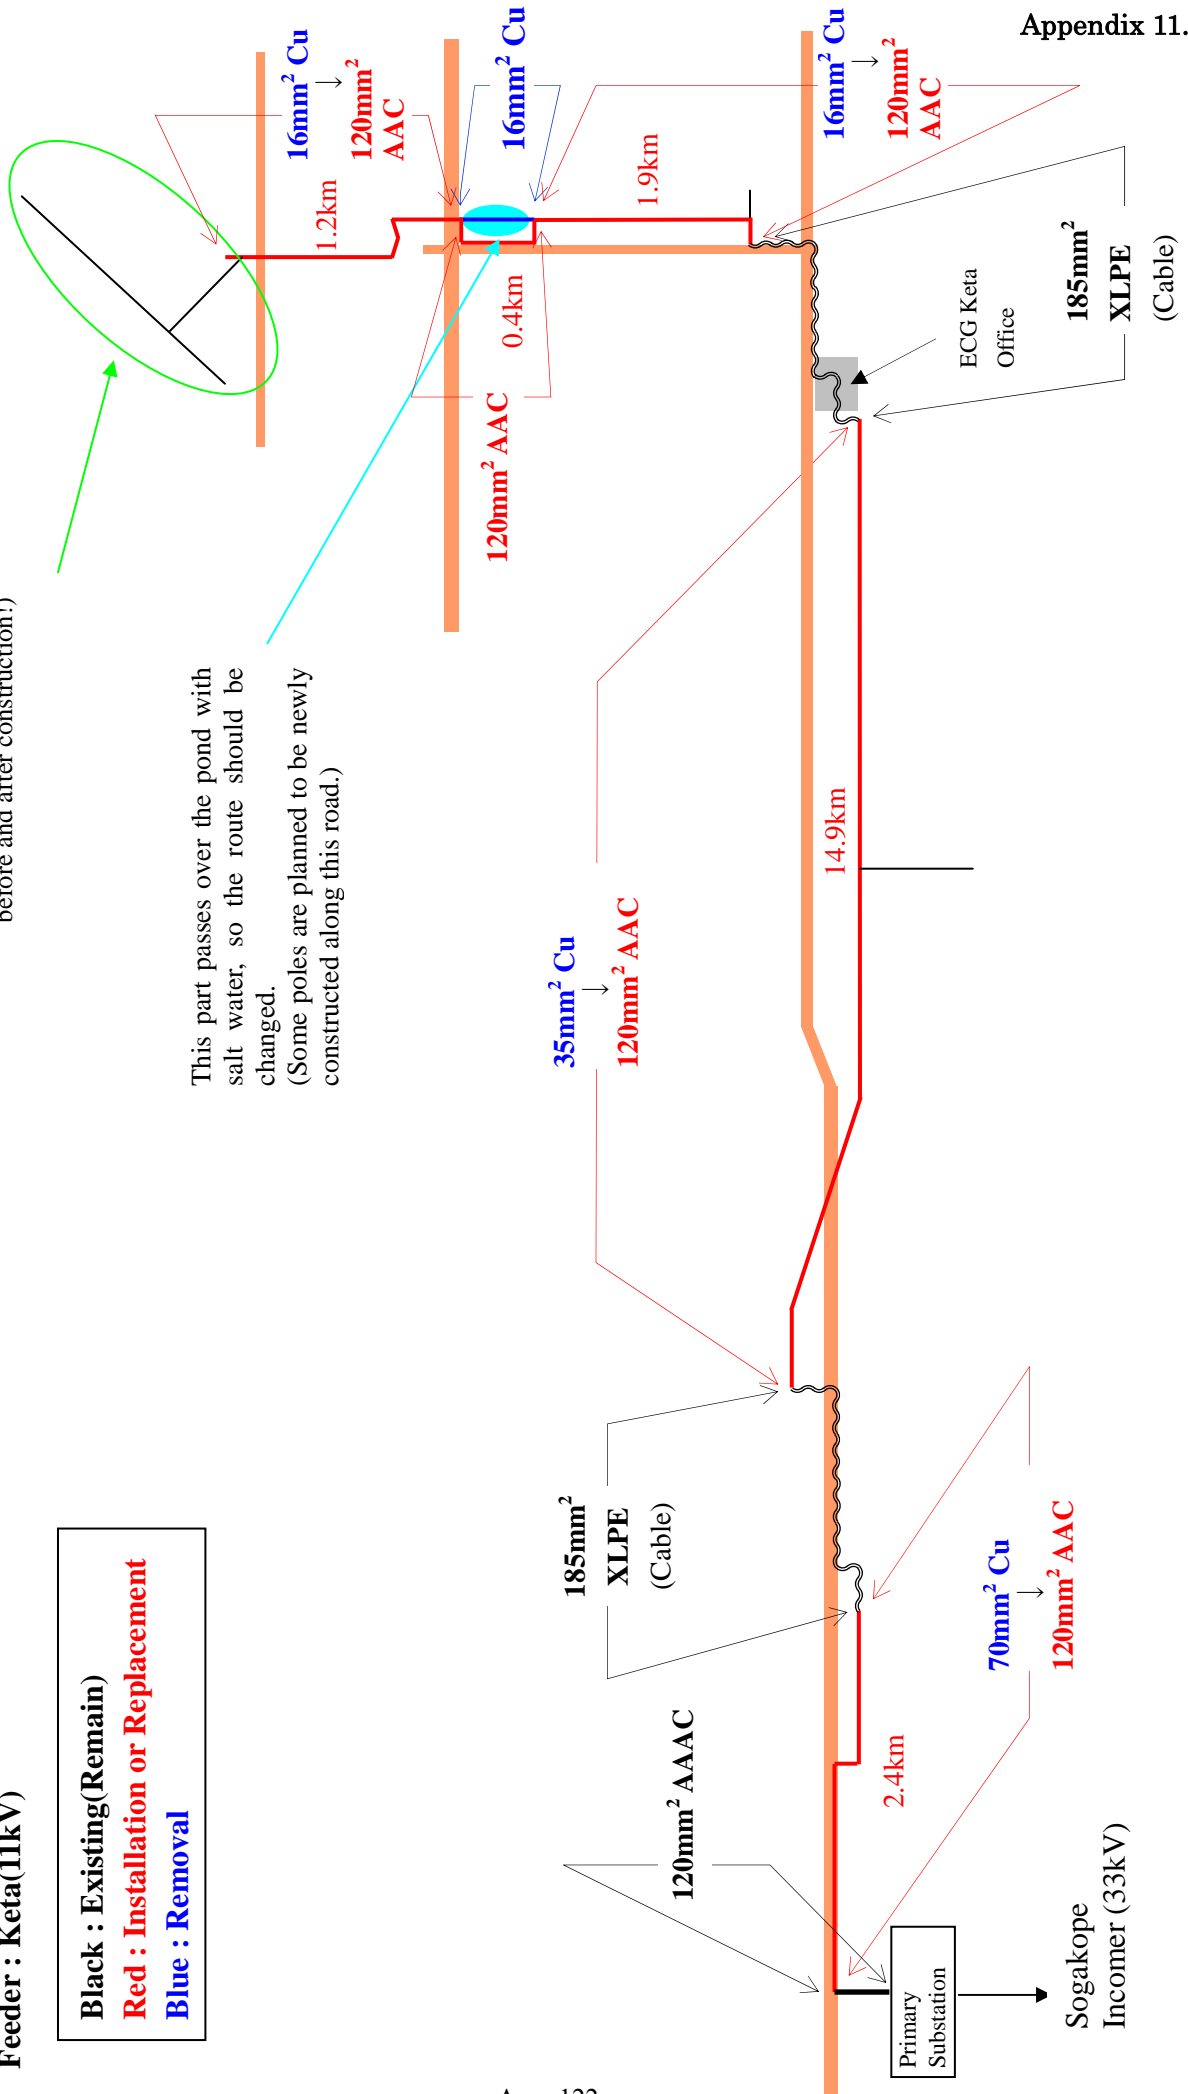 Appendix 11.
Feeder : Keta(11kV)
Black : Existing(Remain)
Red : Installation or Replacement
Blue : Removal
before and after construction!)
This part passes over the pond with
salt water, so the route should be
changed.
(Some poles are planned to be newly
constructed along this road.)
16mm² Cu
→
120mm²
AAC
1.2km
16mm² Cu
1.9km
0.4km
120mm² AAC
16mm² Cu
→
120mm²
AAC
185mm²
XLPE
(Cable)
ECG Keta
Office
35mm² Cu
→
120mm² AAC
14.9km
185mm²
XLPE
(Cable)
70mm² Cu
→
120mm² AAC
120mm² AAAC
2.4km
Primary
Substation
Sogakope
Incomer (33kV)